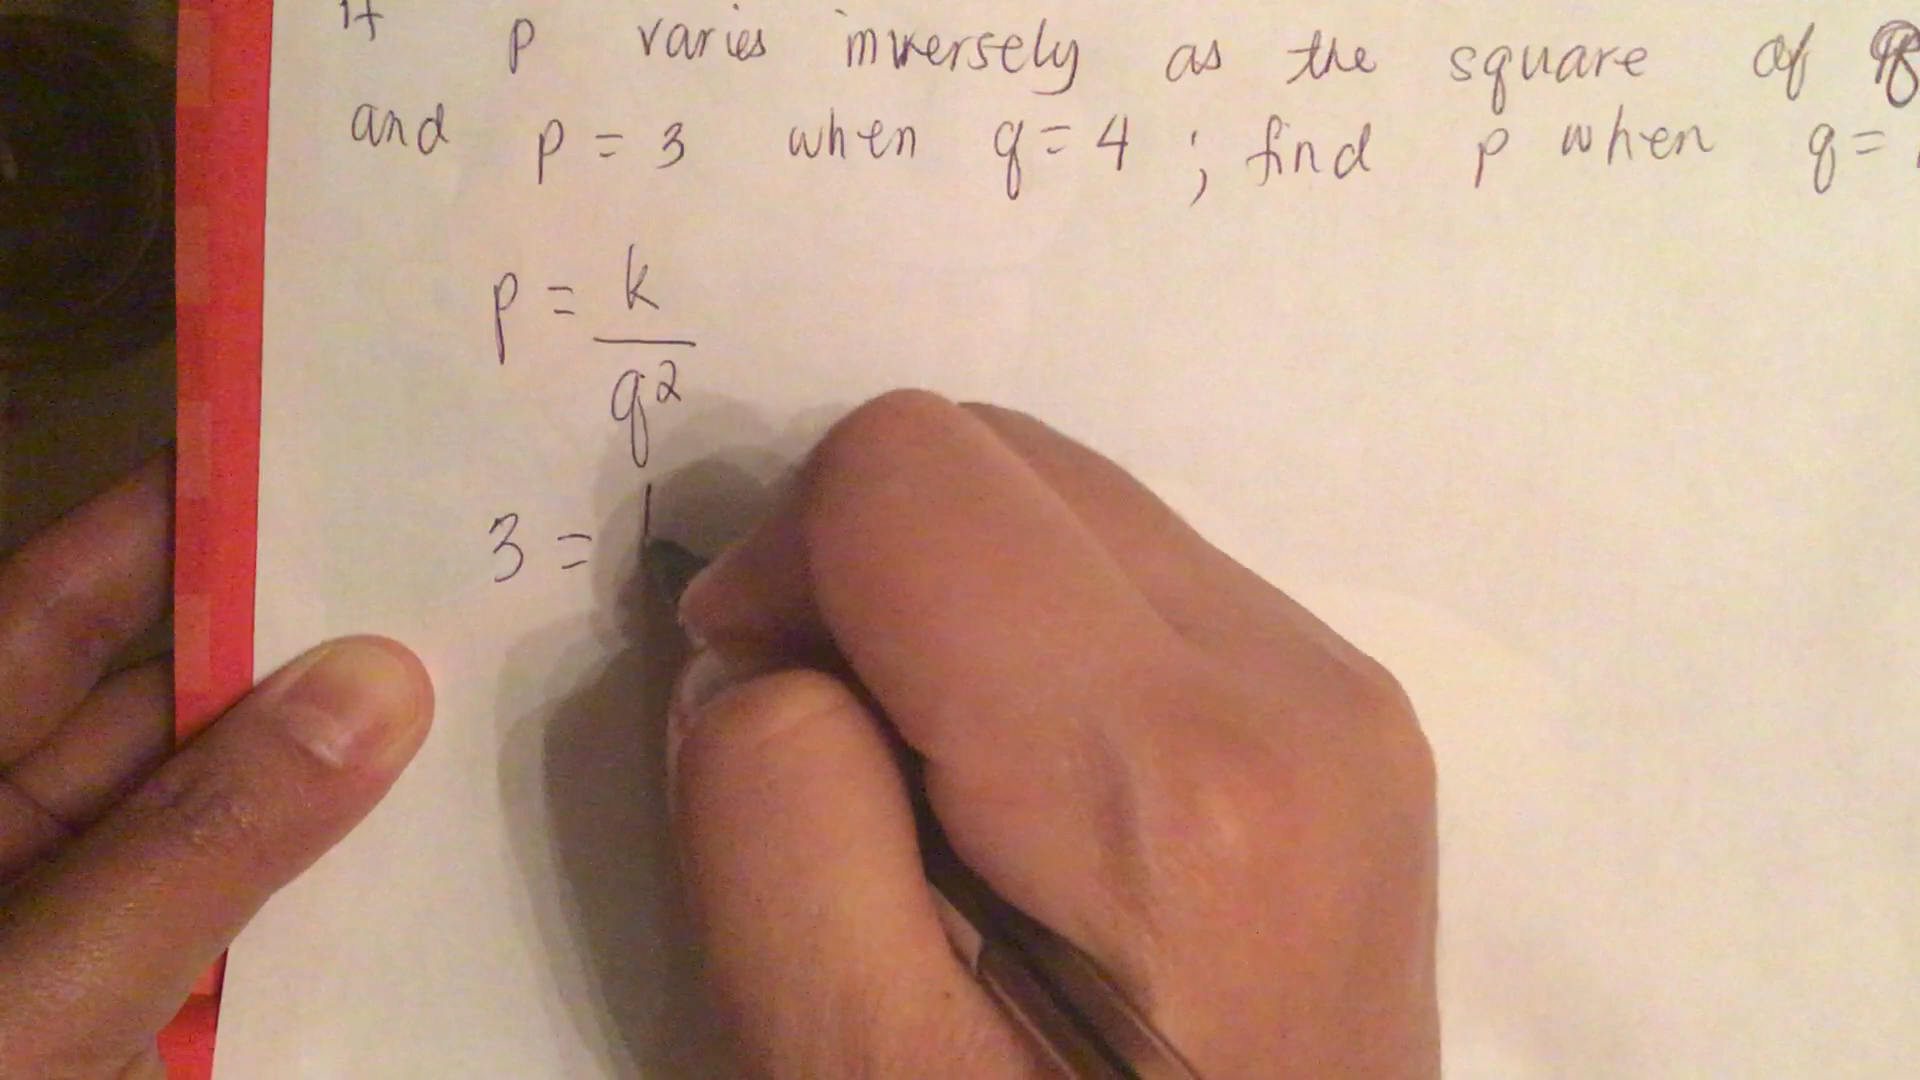 If p varies inversely as the square of q
and p = 3 when q = 4 ; find p when q =
p = k
q²
3 =